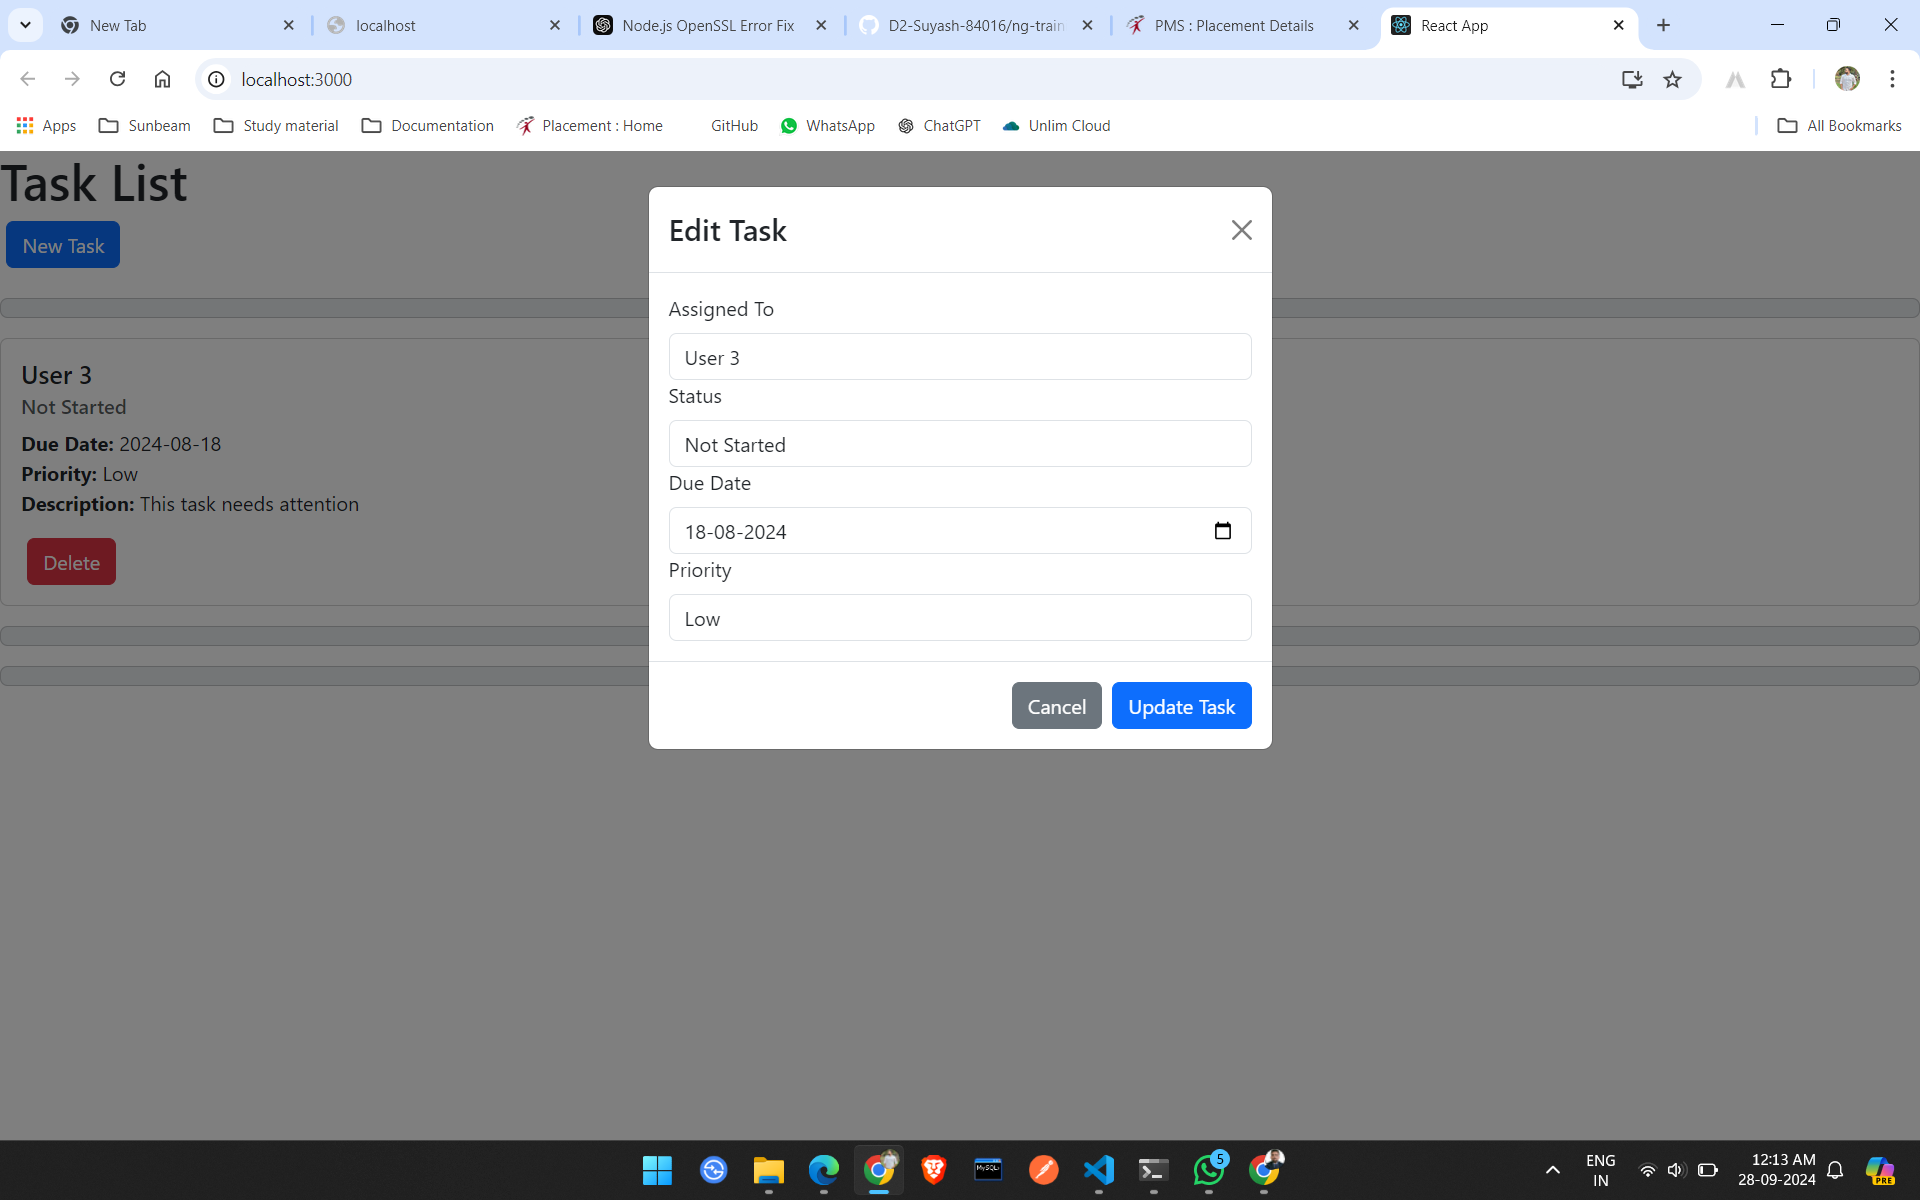 New Tab
localhost
Node.js OpenSSL Error Fix
D2-Suyash-84016/ng-train
PMS : Placement Details
React App
localhost:3000
Apps
Sunbeam
Study material
Documentation
Placement : Home
GitHub
WhatsApp
ChatGPT
Unlim Cloud
All Bookmarks
Task List
New Task
User 3
Not Started
Due Date: 2024-08-18
Priority: Low
Description: This task needs attention
Delete
Edit Task
Assigned To
User 3
Status
Not Started
Due Date
18-08-2024
Priority
Low
Cancel
Update Task
MySQL
5
ENG
IN
12:13 AM
28-09-2024
PRE